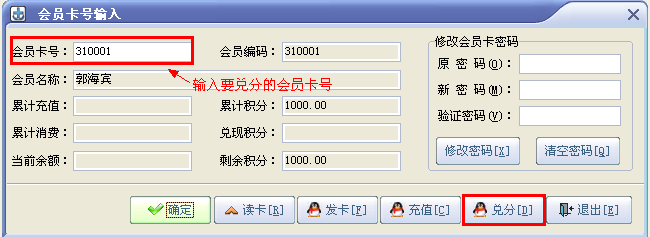 会员卡号输入
会员卡号： 310001 会员编码： 310001 修改会员卡密码
会员名称： 郭海宾 原 密 码(O)：
输入要兑分的会员卡号
累计充值： 累计积分： 1000.00 新 密 码(M)：
累计消费： 兑现积分： 验证密码(V)：
当前余额： 剩余积分： 1000.00 修改密码[X] 清空密码[Q]
确定 读卡[R] 发卡[F] 充值[C] 兑分[D] 退出[E]